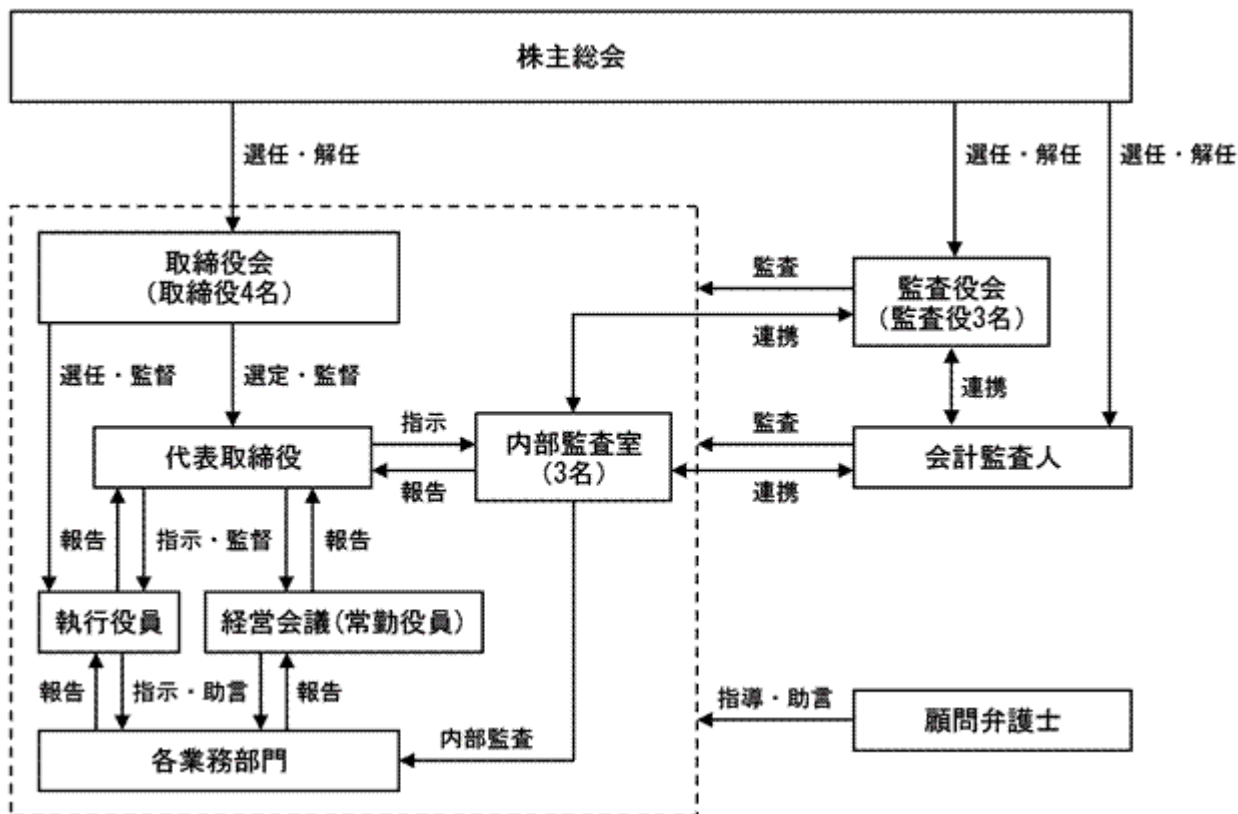 株主総会
選任・解任
選任・解任
選任・解任
取締役会
(取締役4名)
監査
監査役会
(監査役3名)
連携
選任・監督
選定・監督
連携
指示
内部監査室
(3名)
監査
代表取締役
会計監査人
報告
連携
報告
指示・監督
報告
執行役員
経営会議(常勤役員)
報告
指示・助言
報告
指導・助言
顧問弁護士
内部監査
各業務部門